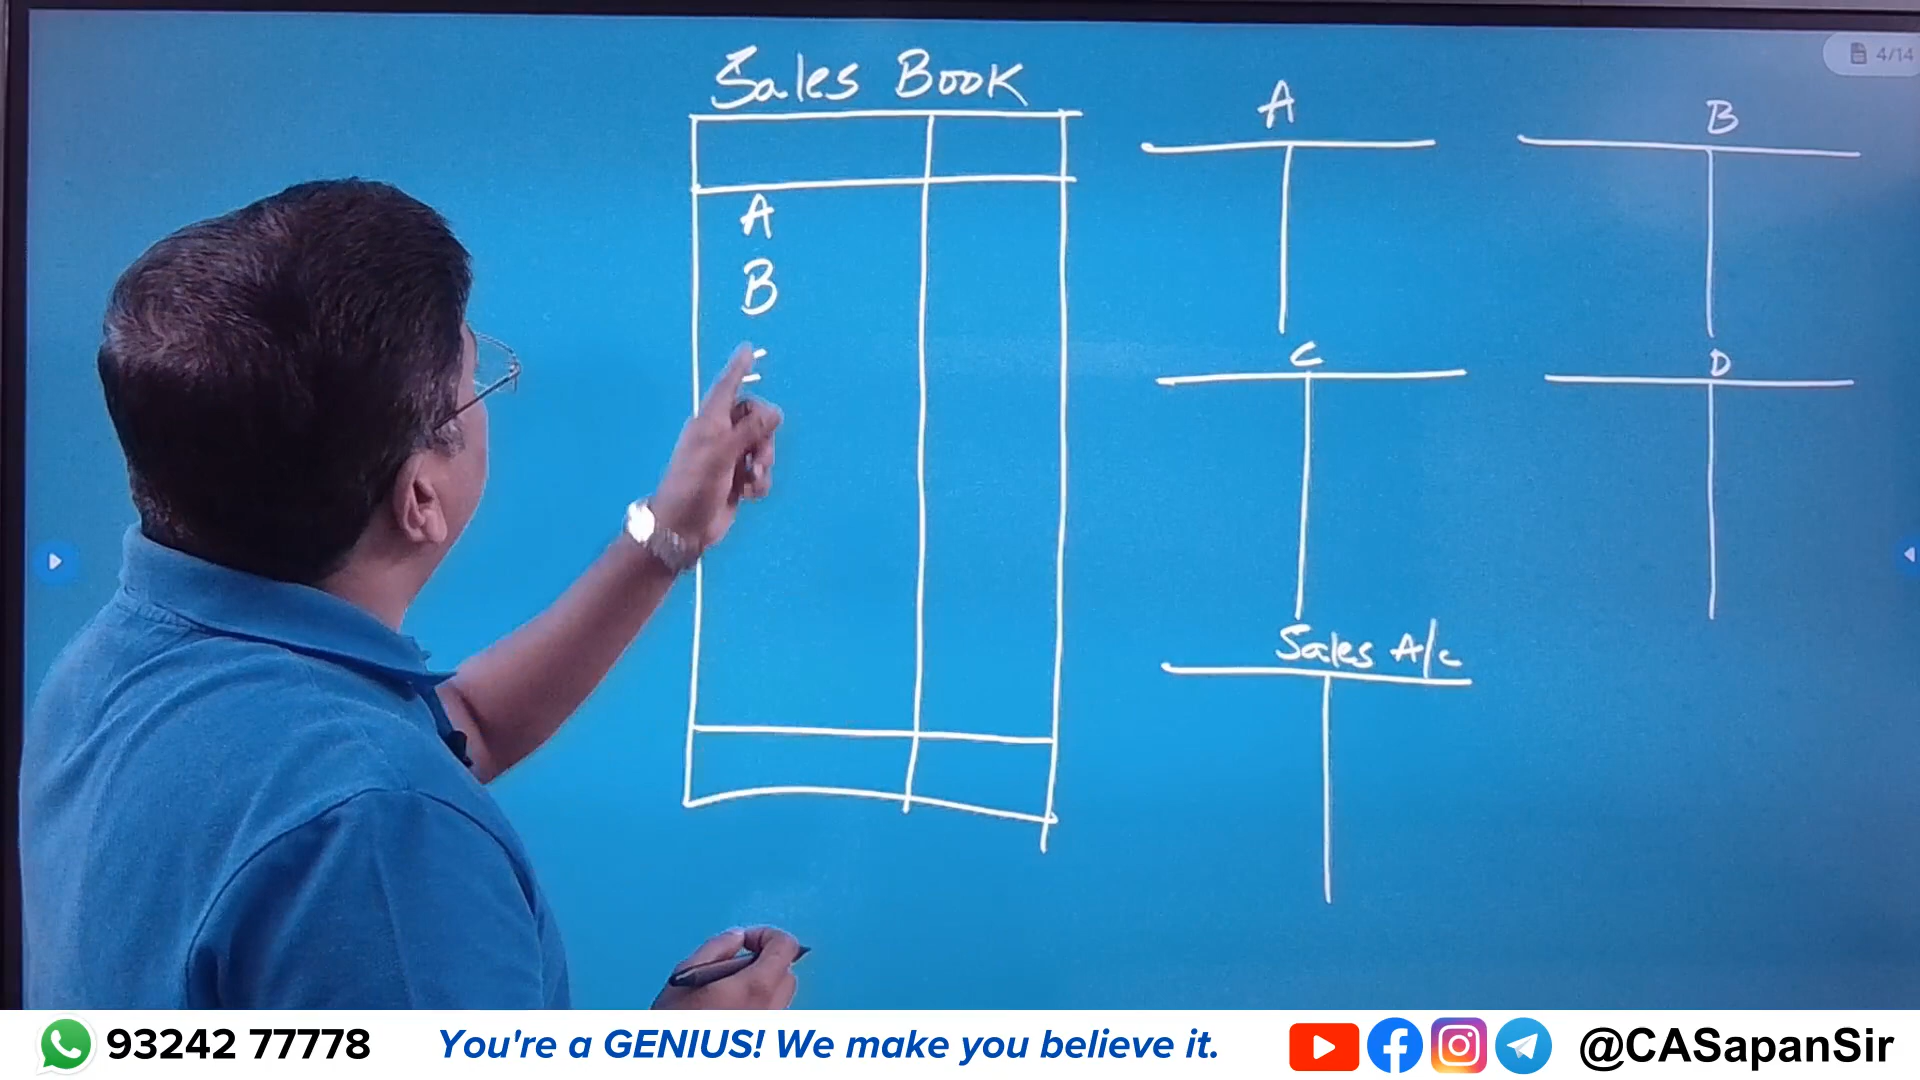 4/14
Sales Book
A
B
C
A
B
C
D
Sales A/c
93242 77778
You're a GENIUS! We make you believe it.
@CASapanSir